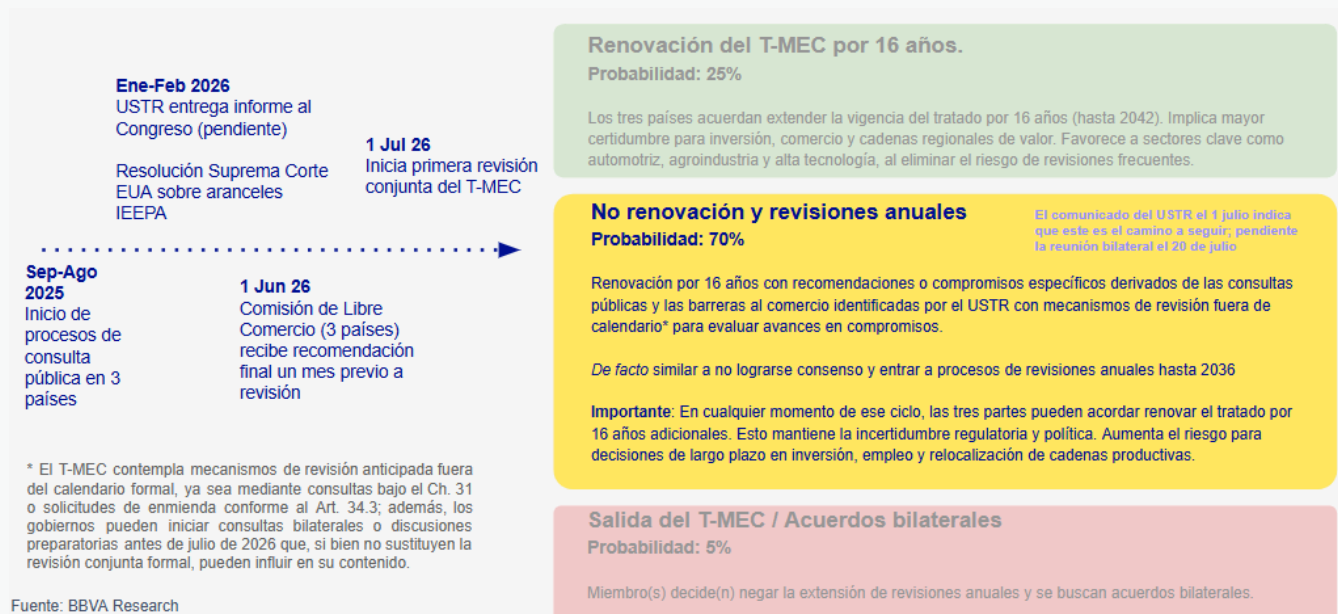 Ene-Feb 2026
USTR entrega informe al
Congreso (pendiente)
Resolución Suprema Corte
EUA sobre aranceles
IEEPA
1 Jul 26
Inicia primera revisión
conjunta del T-MEC
Sep-Ago
2025
Inicio de
procesos de
consulta
pública en 3
países
1 Jun 26
Comisión de Libre
Comercio (3 países)
recibe recomendación
final un mes previo a
revisión
* El T-MEC contempla mecanismos de revisión anticipada fuera
del calendario formal, ya sea mediante consultas bajo el Ch. 31
o solicitudes de enmienda conforme al Art. 34.3; además, los
gobiernos pueden iniciar consultas bilaterales o discusiones
preparatorias antes de julio de 2026 que, si bien no sustituyen la
revisión conjunta formal, pueden influir en su contenido.
Fuente: BBVA Research
Renovación del T-MEC por 16 años.
Probabilidad: 25%
Los tres países acuerdan extender la vigencia del tratado por 16 años (hasta 2042). Implica mayor
certidumbre para inversión, comercio y cadenas regionales de valor. Favorece a sectores clave como
automotriz, agroindustria y alta tecnología, al eliminar el riesgo de revisiones frecuentes.
No renovación y revisiones anuales
Probabilidad: 70%
El comunicado del USTR el 1 julio indica
que este es el camino a seguir; pendiente
la reunión bilateral el 20 de julio
Renovación por 16 años con recomendaciones o compromisos específicos derivados de las consultas
públicas y las barreras al comercio identificadas por el USTR con mecanismos de revisión fuera de
calendario* para evaluar avances en compromisos.
De facto similar a no lograrse consenso y entrar a procesos de revisiones anuales hasta 2036
Importante: En cualquier momento de ese ciclo, las tres partes pueden acordar renovar el tratado por
16 años adicionales. Esto mantiene la incertidumbre regulatoria y política. Aumenta el riesgo para
decisiones de largo plazo en inversión, empleo y relocalización de cadenas productivas.
Salida del T-MEC / Acuerdos bilaterales
Probabilidad: 5%
Miembro(s) decide(n) negar la extensión de revisiones anuales y se buscan acuerdos bilaterales.